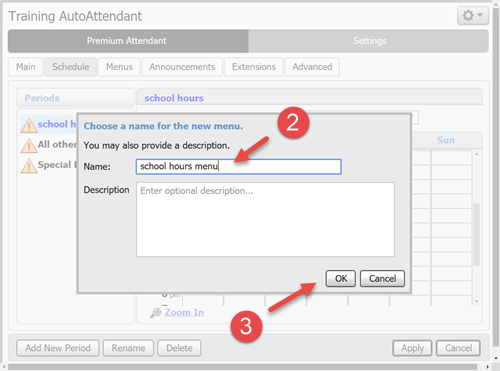 Training AutoAttendant
Premium Attendant Settings
Main Schedule Menus Announcements Extensions Advanced
Periods school hours
school h
All other
Special
Sun
Choose a name for the new menu.
You may also provide a description.
Name: school hours menu
Description Enter optional description...
OK Cancel
2
3
6 pm
Zoom In
Add New Period Rename Delete Apply Cancel